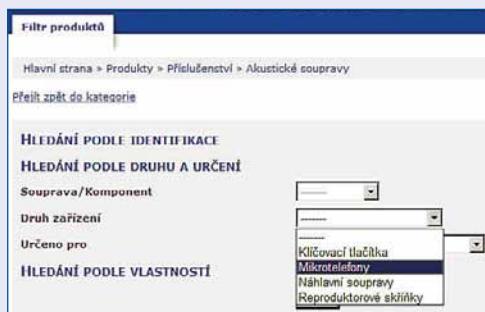 Filtr produktů
Hlavní strana » Produkty » Příslušenství » Akustické soupravy
Přejít zpět do kategorie
HLEDÁNÍ PODLE IDENTIFIKACE
HLEDÁNÍ PODLE DRUHU A URČENÍ
Souprava/Komponent ------
Druh zařízení -------
Určeno pro
-------
Klíčovací tlačítka
Mikrotelefony
Náhlavní soupravy
Reproduktorové skříňky
HLEDÁNÍ PODLE VLASTNOSTÍ